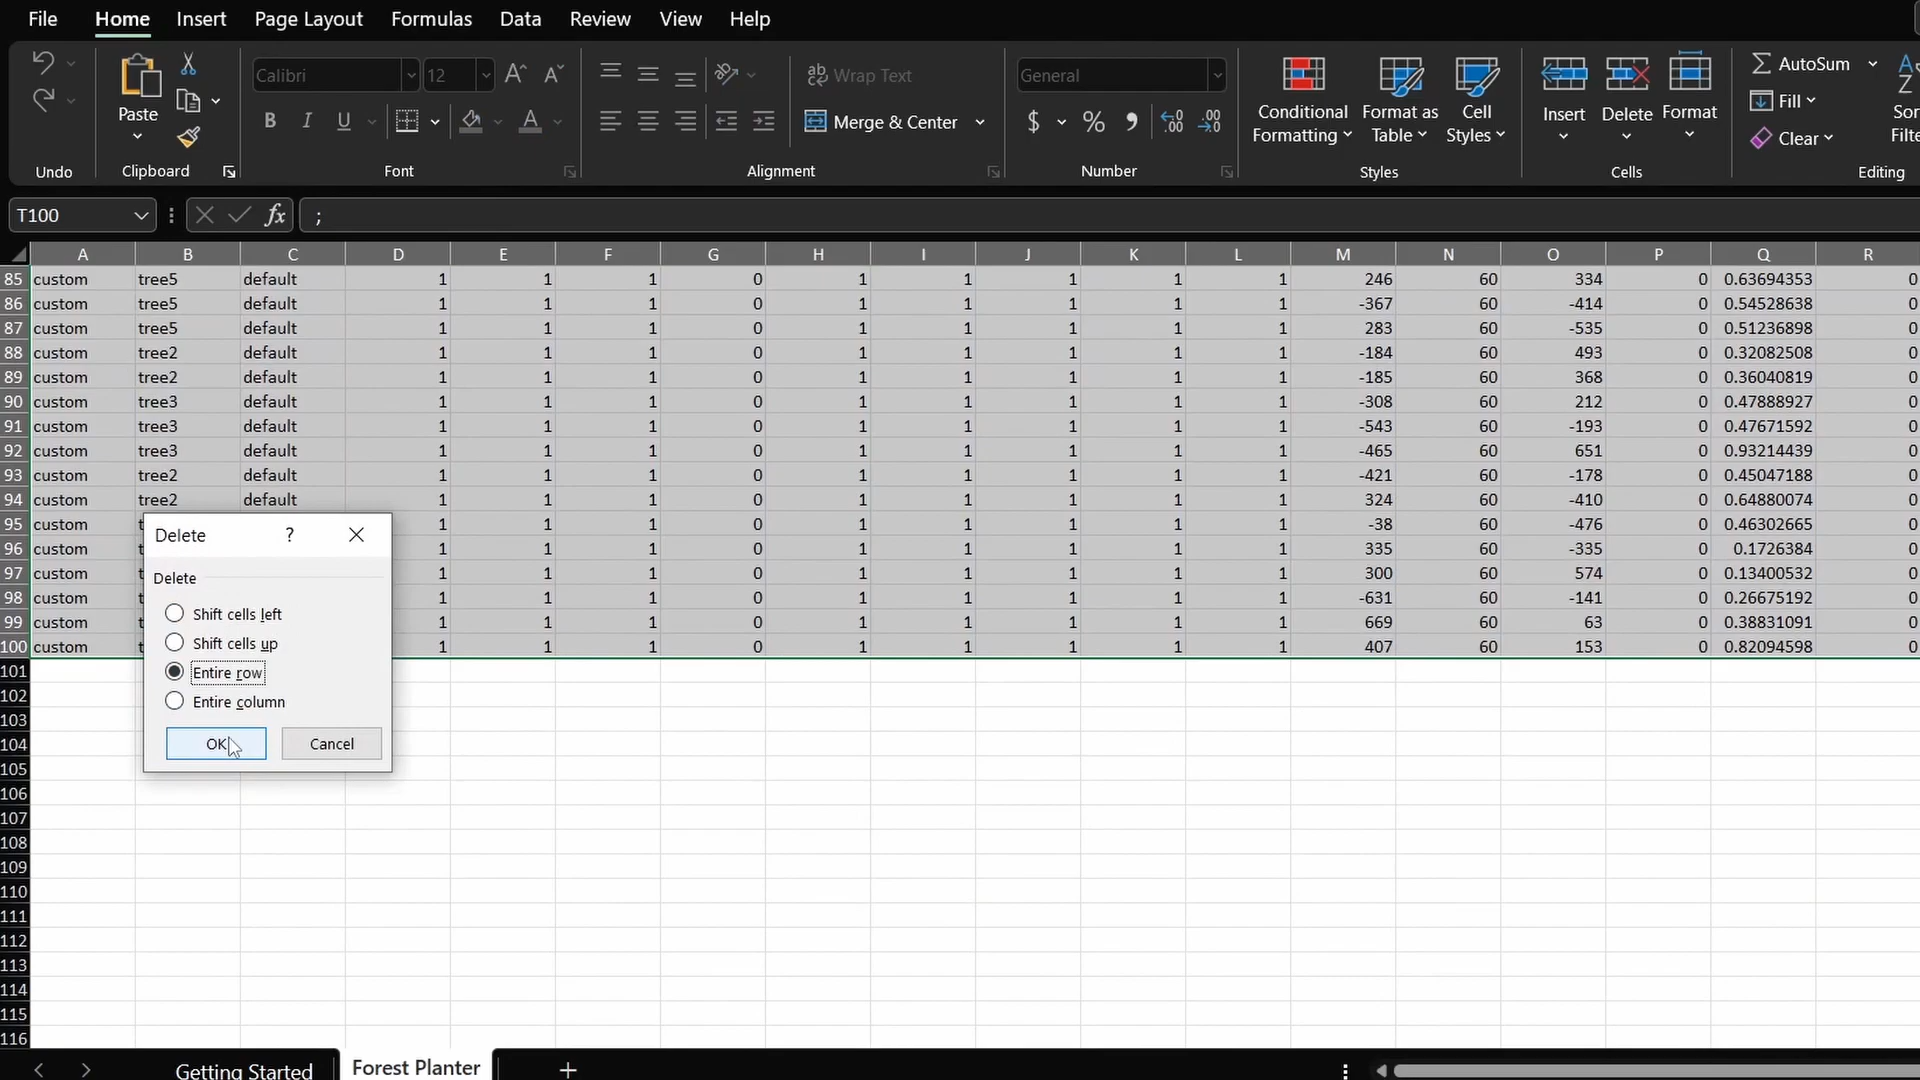 File Home Insert Page Layout Formulas Data Review View Help
Calibri 12 Wrap Text General AutoSum
Paste Conditional Format as Cell Insert Delete Format Fill
B I U Merge & Center $ % Formatting Table Styles Clear
Undo Clipboard Font Alignment Number Styles Cells Editing
T100 fx ;
A B C D E F G H I J K L M N O P Q R
85 custom tree5 default 1 1 1 0 1 1 1 1 1 246 60 334 0 0.63694353 0
86 custom tree5 default 1 1 1 0 1 1 1 1 1 -367 60 -414 0 0.54528638 0
87 custom tree5 default 1 1 1 0 1 1 1 1 1 283 60 -535 0 0.51236898 0
88 custom tree2 default 1 1 1 0 1 1 1 1 1 -184 60 493 0 0.32082508 0
89 custom tree2 default 1 1 1 0 1 1 1 1 1 -185 60 368 0 0.36040819 0
90 custom tree3 default 1 1 1 0 1 1 1 1 1 -308 60 212 0 0.47888927 0
91 custom tree3 default 1 1 1 0 1 1 1 1 1 -543 60 -193 0 0.47671592 0
92 custom tree3 default 1 1 1 0 1 1 1 1 1 -465 60 651 0 0.93214439 0
93 custom tree2 default 1 1 1 0 1 1 1 1 1 -421 60 -178 0 0.45047188 0
94 custom tree2 default 1 1 1 0 1 1 1 1 1 324 60 -410 0 0.64880074 0
95 custom 1 1 1 0 1 1 1 1 1 -38 60 -476 0 0.46302665 0
96 custom 1 1 1 0 1 1 1 1 1 335 60 -335 0 0.1726384 0
97 custom 1 1 1 0 1 1 1 1 1 300 60 574 0 0.13400532 0
98 custom 1 1 1 0 1 1 1 1 1 -631 60 -141 0 0.26675192 0
99 custom 1 1 1 0 1 1 1 1 1 669 60 63 0 0.38831091 0
100 custom 1 1 1 0 1 1 1 1 1 407 60 153 0 0.82094598 0
Delete ?
Delete
Shift cells left
Shift cells up
Entire row
Entire column
OK Cancel
101
102
103
104
105
106
107
108
109
110
111
112
113
114
115
116
Getting Started Forest Planter +